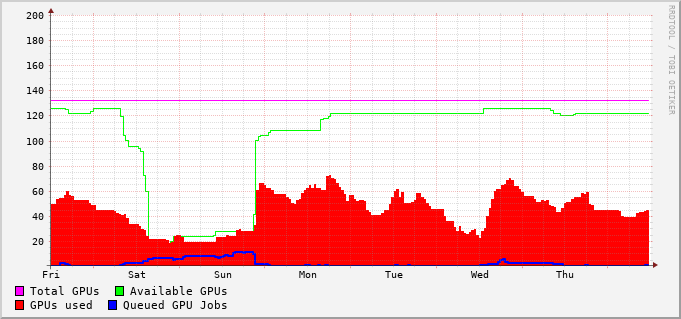 200
180
160
140
120
100
80
60
40
20
Fri Sat Sun Mon Tue Wed Thu
RRDTOOL / TOBI OETIKER
Total GPUs Available GPUs
GPUs used Queued GPU Jobs